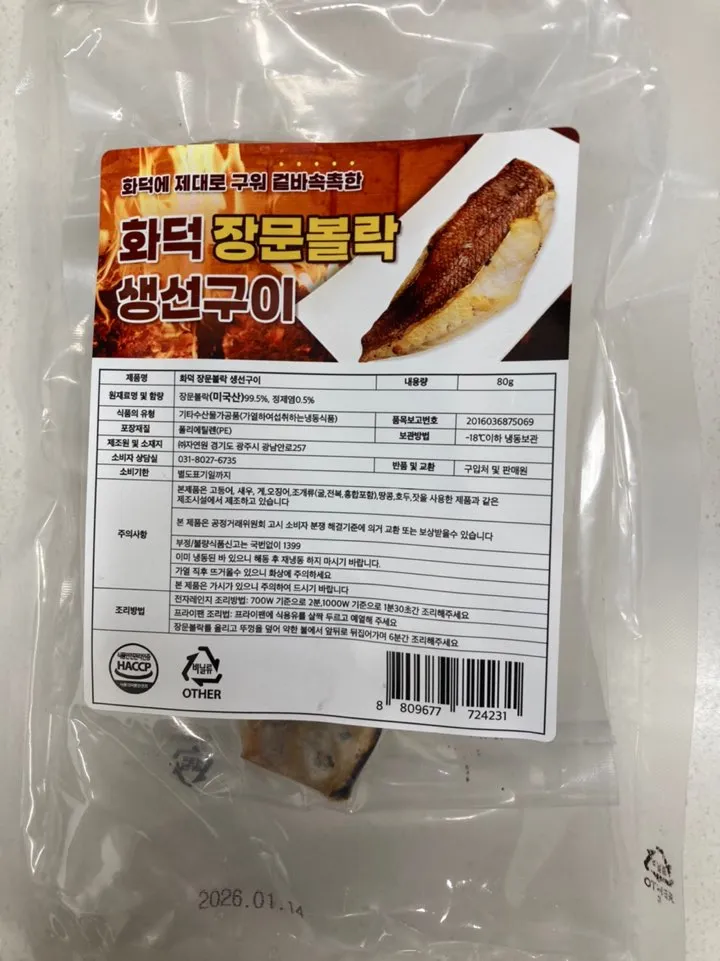 화덕에 제대로 구워 겉바속촉한
화덕 장문볼락
생선구이
제품명 화덕 장문볼락 생선구이 내용량 80g
원재료명 및 함량 장문볼락(미국산)99.5%, 정제염0.5%
식품의 유형 기타수산물가공품(가열하여섭취하는냉동식품) 품목보고번호 2016036875069
포장재질 폴리에틸렌(PE) 보관방법 -18℃이하 냉동보관
제조원 및 소재지 ㈜자연원 경기도 광주시 광남안로257
소비자 상담실 031-8027-6735 반품 및 교환 구입처 및 판매원
소비기한 별도표기일까지
주의사항
본제품은 고등어, 새우, 게,오징어,조개류(굴,전복,홍합포함),땅콩,호두,잣을 사용한 제품과 같은
제조시설에서 제조하고 있습니다
본 제품은 공정거래위원회 고시 소비자 분쟁 해결기준에 의거 교환 또는 보상받을수 있습니다
부정/불량식품신고는 국번없이 1399
이미 냉동된 바 있으니 해동 후 재냉동 하지 마시기 바랍니다.
가열 직후 뜨거울수 있으니 화상에 주의하세요
본 제품은 가시가 있으니 주의하여 드시기 바랍니다
조리방법
전자레인지 조리방법: 700W 기준으로 2분,1000W 기준으로 1분30초간 조리해주세요
프라이팬 조리법: 프라이팬에 식용유를 살짝 두르고 예열해 주세요
장문볼락을 올리고 뚜껑을 덮어 약한 불에서 앞뒤로 뒤집어가며 6분간 조리해주세요
HACCP
비닐류
OTHER
8 809677 724231
2026.01.14